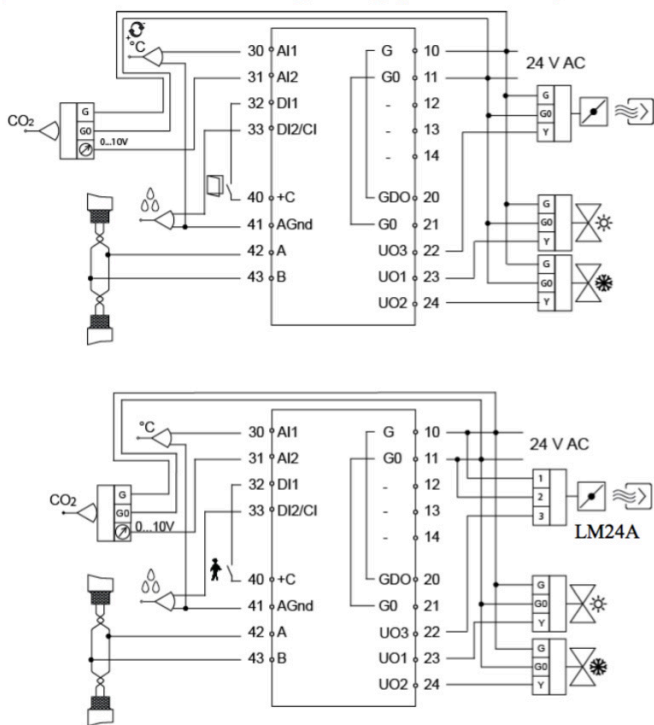 °C
30 AI1 G 10
24 V AC
31 AI2 G0 11
32 DI1 - 12
CO2 G G0 0...10V
33 DI2/CI - 13
- 14
G G0 Y
40 +C GDO 20
41 AGnd G0 21
42 A UO3 22
43 B UO1 23
UO2 24
G G0 Y
G G0 Y
°C
30 AI1 G 10
24 V AC
31 AI2 G0 11
32 DI1 - 12
CO2 G G0 0...10V
33 DI2/CI - 13
- 14
1 2 3
LM24A
40 +C GDO 20
41 AGnd G0 21
42 A UO3 22
43 B UO1 23
UO2 24
G G0 Y
G G0 Y